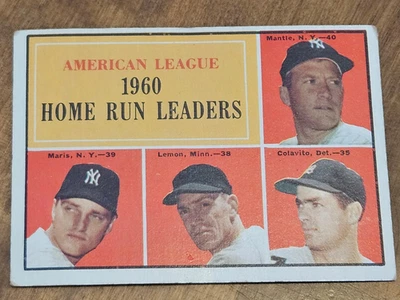 AMERICAN LEAGUE
1960
HOME RUN LEADERS
Mantle, N. Y.—40
Maris, N. Y.—39
Lemon, Minn.—38
Colavito, Det.—35